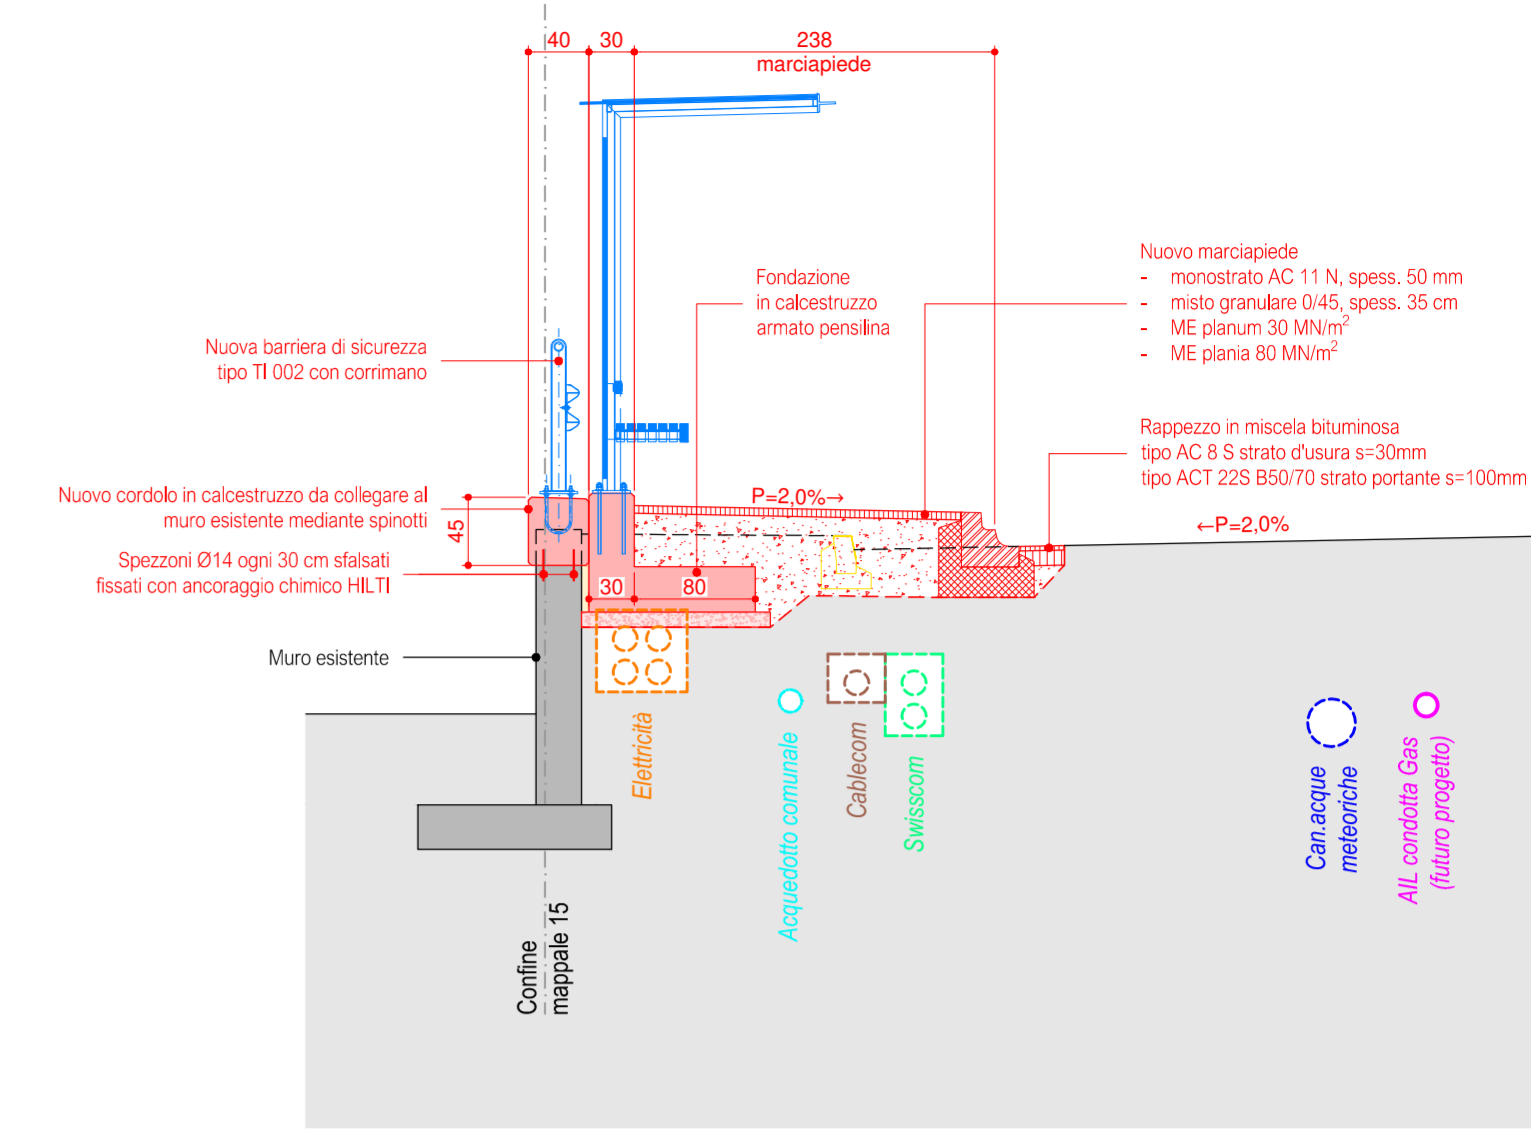 40
30
238
marciapiede
Nuovo marciapiede
- monostrato AC 11 N, spess. 50 mm
- misto granulare 0/45, spess. 35 cm
- ME planum 30 MN/m²
- ME plania 80 MN/m²
Fondazione
in calcestruzzo
armato pensilina
Nuova barriera di sicurezza
tipo TI 002 con corrimano
Rappezzo in miscela bituminosa
tipo AC 8 S strato d'usura s=30mm
tipo ACT 22S B50/70 strato portante s=100mm
Nuovo cordolo in calcestruzzo da collegare al
muro esistente mediante spinotti
45
P=2,0%→
←P=2,0%
Spezzoni Ø14 ogni 30 cm sfalsati
fissati con ancoraggio chimico HILTI
30
80
Muro esistente
Elettricità
Acquedotto comunale
Cablecom
Swisscom
Can.acque
meteoriche
AIL condotta Gas
(futuro progetto)
Confine
mappale 15